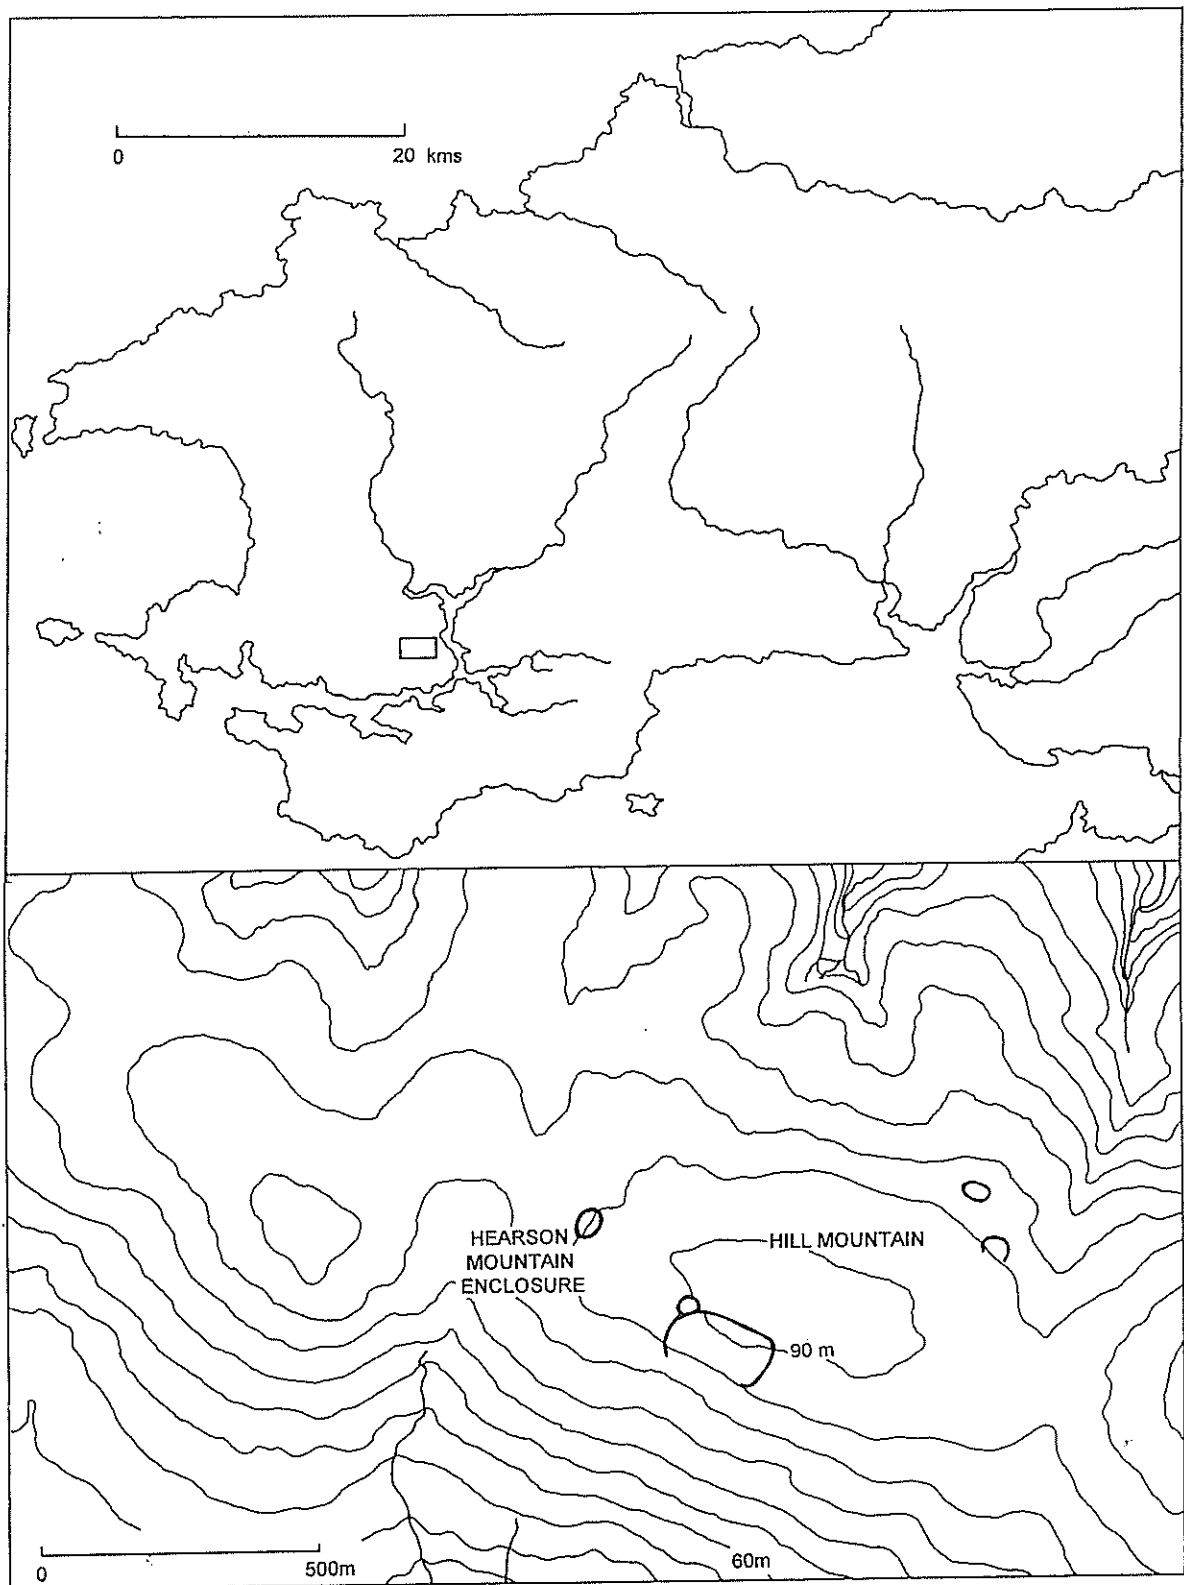 0 20 kms
HEARSON
MOUNTAIN
ENCLOSURE
HILL MOUNTAIN
90 m
60m
0 500m